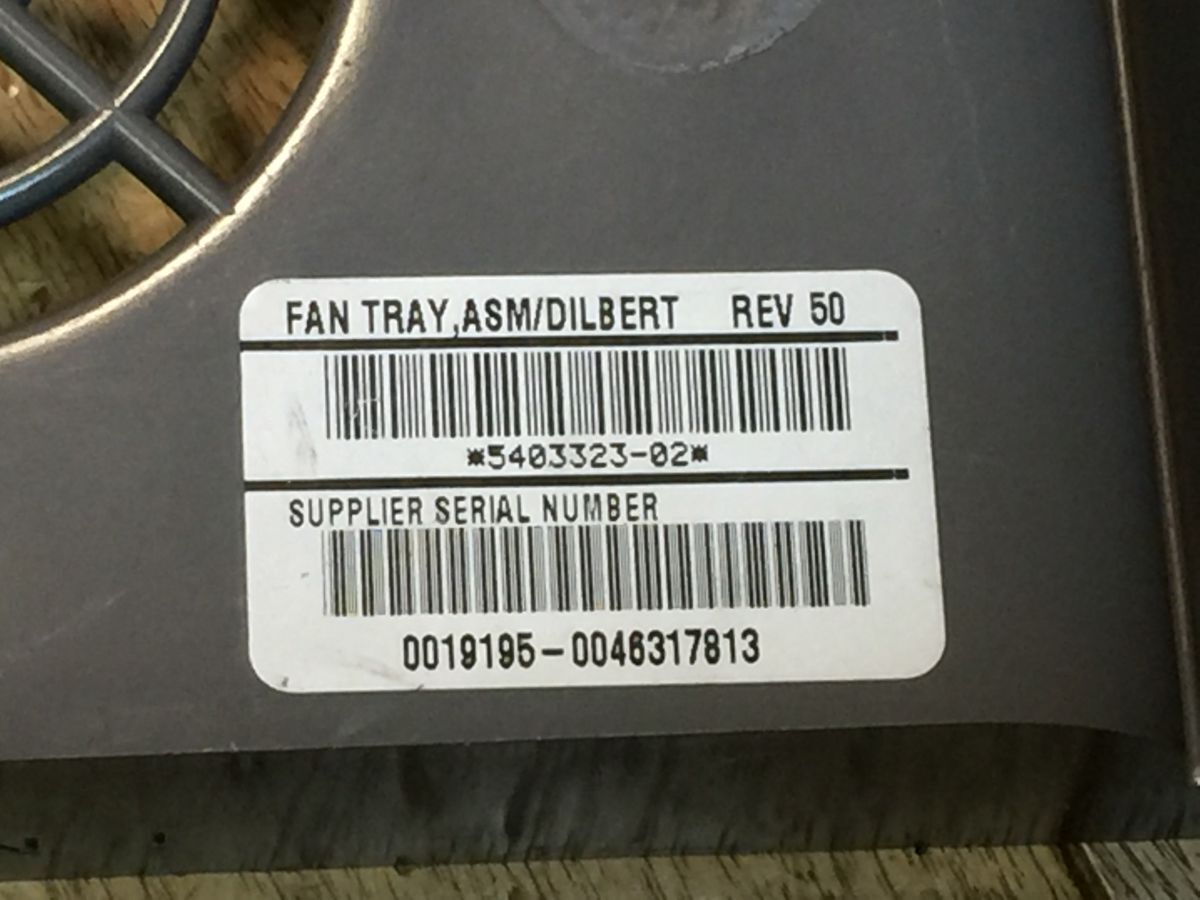 FAN TRAY,ASM/DILBERT REV 50
*5403323-02*
SUPPLIER SERIAL NUMBER
0019195-0046317813